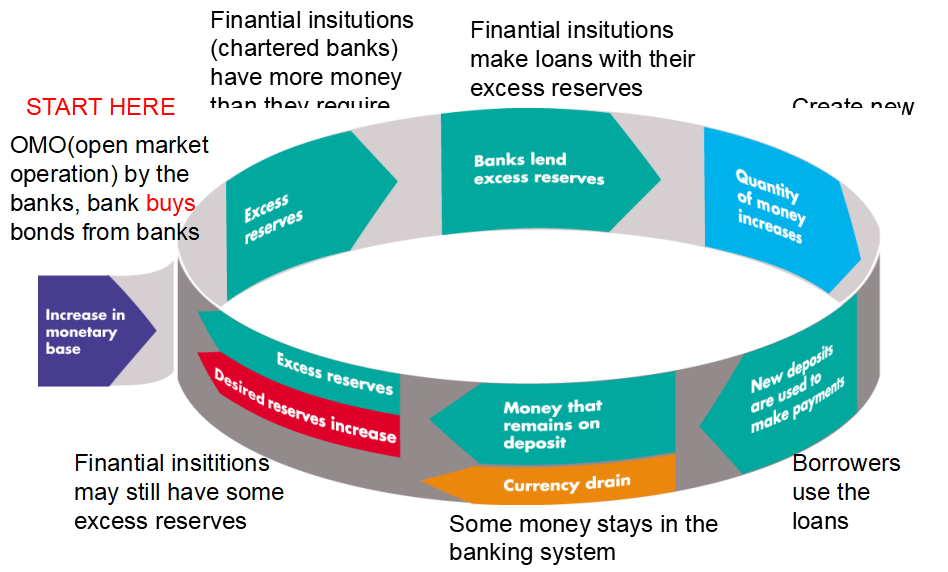 Finantial insitutions
(chartered banks)
have more money
than they require
Finantial insitutions
make loans with their
excess reserves
START HERE
Create new
OMO(open market
operation) by the
banks, bank buys
bonds from banks
Excess
reserves
Banks lend
excess reserves
Quantity
of money
increases
Increase in
monetary
base
Excess reserves
Desired reserves increase
Money that
remains on
deposit
Currency drain
New deposits
are used to
make payments
Finantial insititions
may still have some
excess reserves
Some money stays in the
banking system
Borrowers
use the
loans